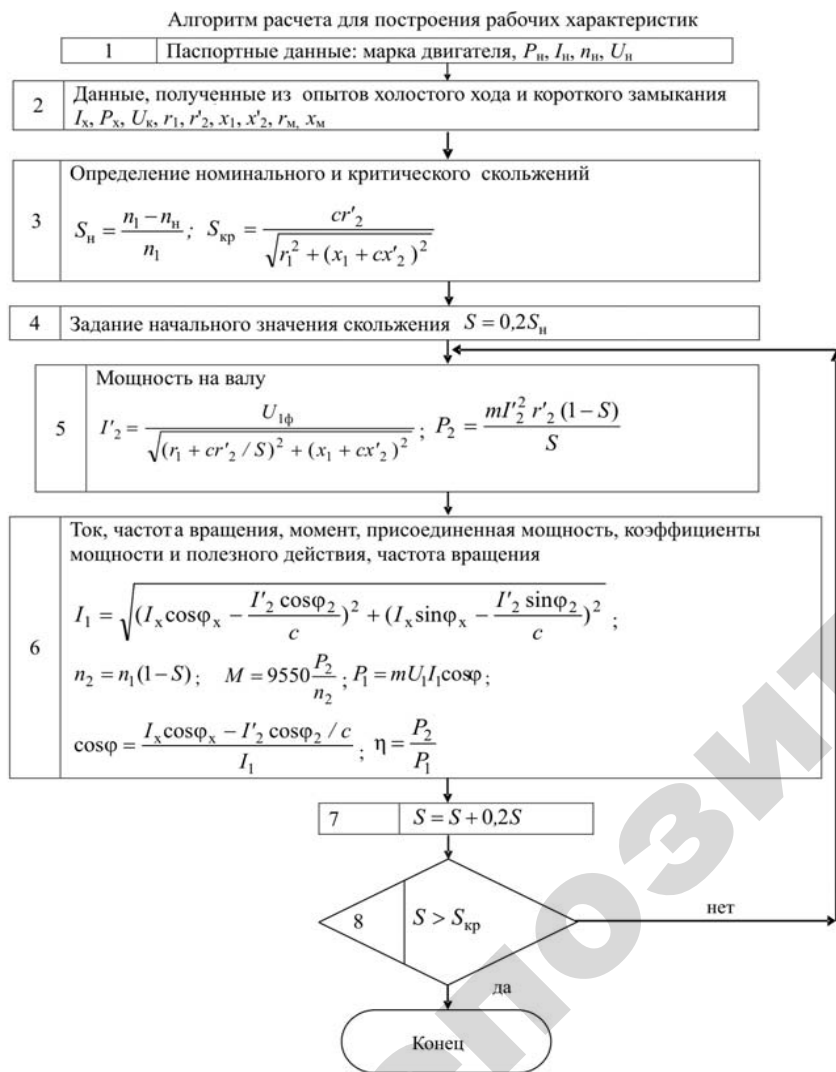 Алгоритм расчета для построения рабочих характеристик
1 Паспортные данные: марка двигателя, Pн, Iн, nн, Uн
2 Данные, полученные из опытов холостого хода и короткого замыкания
Iх, Pх, Uк, r1, r'2, x1, x'2, rм, xм
3 Определение номинального и критического скольжений
Sн = (n1 − nн) / n1; Sкр = cr'2 / √(r1² + (x1 + cx'2)²)
4 Задание начального значения скольжения S = 0,2Sн
5 Мощность на валу
I'2 = U1ф / √((r1 + cr'2 / S)² + (x1 + cx'2)²); P2 = mI'2² r'2 (1 − S) / S
6 Ток, частота вращения, момент, присоединенная мощность, коэффициенты
мощности и полезного действия, частота вращения
I1 = √((Iхcosφх − I'2 cosφ2 / c)² + (Iхsinφх − I'2 sinφ2 / c)²);
n2 = n1(1 − S); M = 9550 P2 / n2; P1 = mU1I1cosφ;
cosφ = (Iхcosφх − I'2 cosφ2 / c) / I1; η = P2 / P1
7 S = S + 0,2S
8 S > Sкр
нет
да
Конец
позит